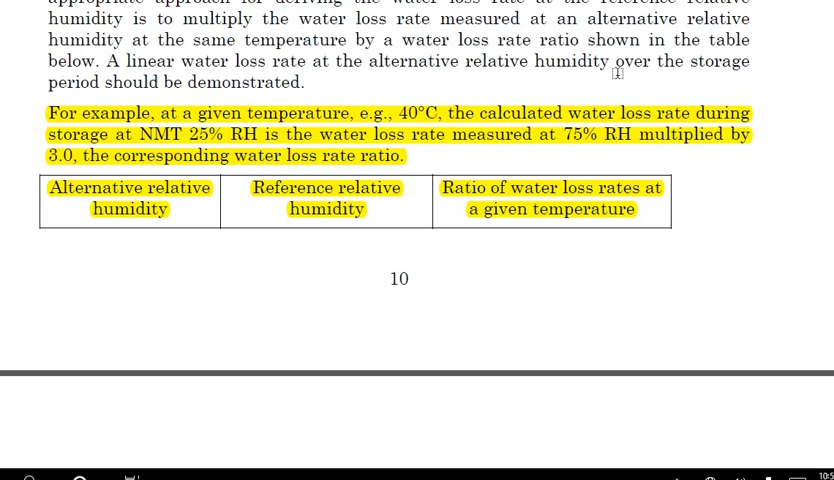 humidity is to multiply the water loss rate measured at an alternative relative
humidity at the same temperature by a water loss rate ratio shown in the table
below. A linear water loss rate at the alternative relative humidity over the storage
period should be demonstrated.
For example, at a given temperature, e.g., 40°C, the calculated water loss rate during
storage at NMT 25% RH is the water loss rate measured at 75% RH multiplied by
3.0, the corresponding water loss rate ratio.
Alternative relative humidity
Reference relative humidity
Ratio of water loss rates at a given temperature
10